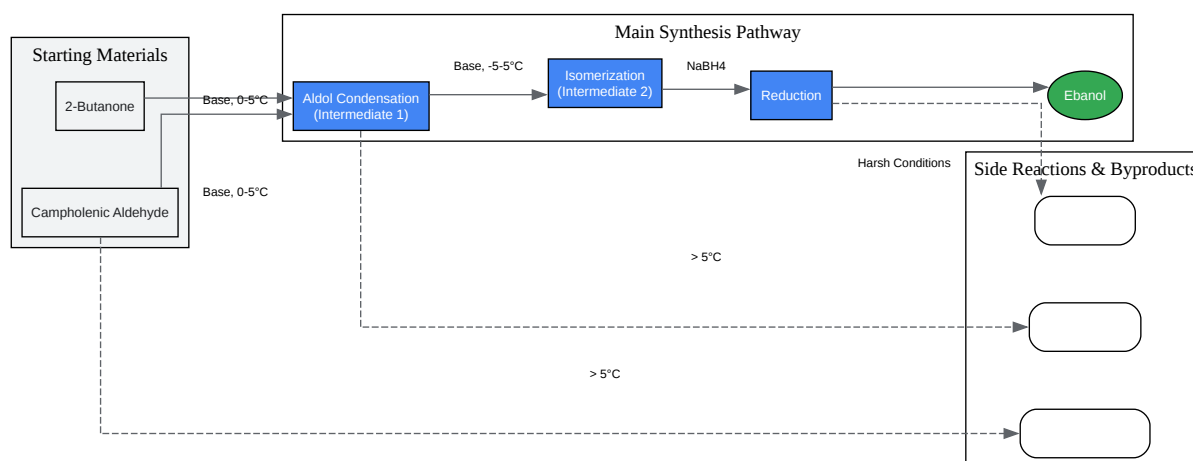 Main Synthesis Pathway
Starting Materials
2-Butanone
Base, 0-5°C
Aldol Condensation
(Intermediate 1)
Base, -5-5°C
Isomerization
(Intermediate 2)
NaBH4
Reduction
Ebanol
Campholenic Aldehyde
Base, 0-5°C
Harsh Conditions
Side Reactions & Byproducts
> 5°C
> 5°C